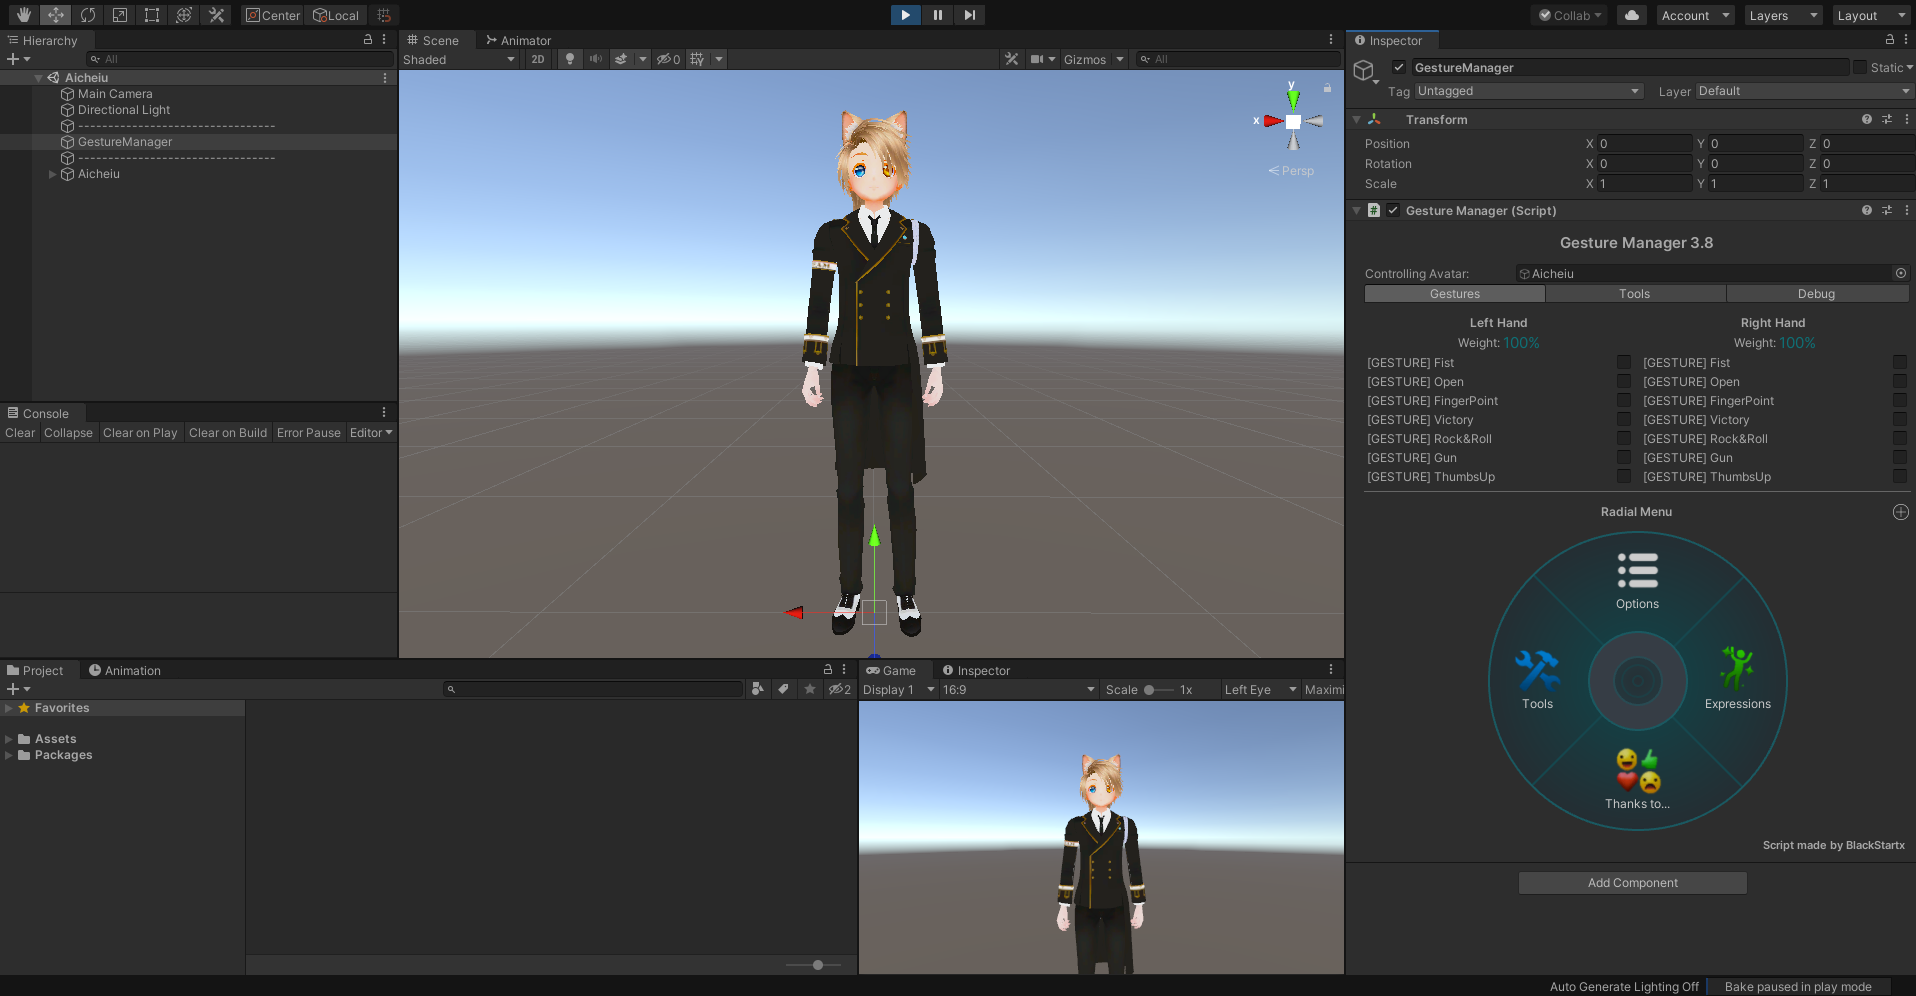 Center
Local
Collab
Account
Layers
Layout
Hierarchy
All
Aicheiu
Main Camera
Directional Light
---------------------------------
GestureManager
---------------------------------
Aicheiu
Console
Clear
Collapse
Clear on Play
Clear on Build
Error Pause
Editor
Scene
Animator
Shaded
2D
0
Gizmos
All
y
x
Persp
Project
Animation
2
Favorites
Assets
Packages
Game
Inspector
Display 1
16:9
Scale
1x
Left Eye
Maximi
Inspector
GestureManager
Static
Tag Untagged
Layer Default
Transform
Position X 0 Y 0 Z 0
Rotation X 0 Y 0 Z 0
Scale X 1 Y 1 Z 1
# Gesture Manager (Script)
Gesture Manager 3.8
Controlling Avatar: Aicheiu
Gestures Tools Debug
Left Hand Right Hand
Weight: 100% Weight: 100%
[GESTURE] Fist [GESTURE] Fist
[GESTURE] Open [GESTURE] Open
[GESTURE] FingerPoint [GESTURE] FingerPoint
[GESTURE] Victory [GESTURE] Victory
[GESTURE] Rock&Roll [GESTURE] Rock&Roll
[GESTURE] Gun [GESTURE] Gun
[GESTURE] ThumbsUp [GESTURE] ThumbsUp
Radial Menu
Options
Tools
Expressions
Thanks to...
Script made by BlackStartx
Add Component
Auto Generate Lighting Off
Bake paused in play mode